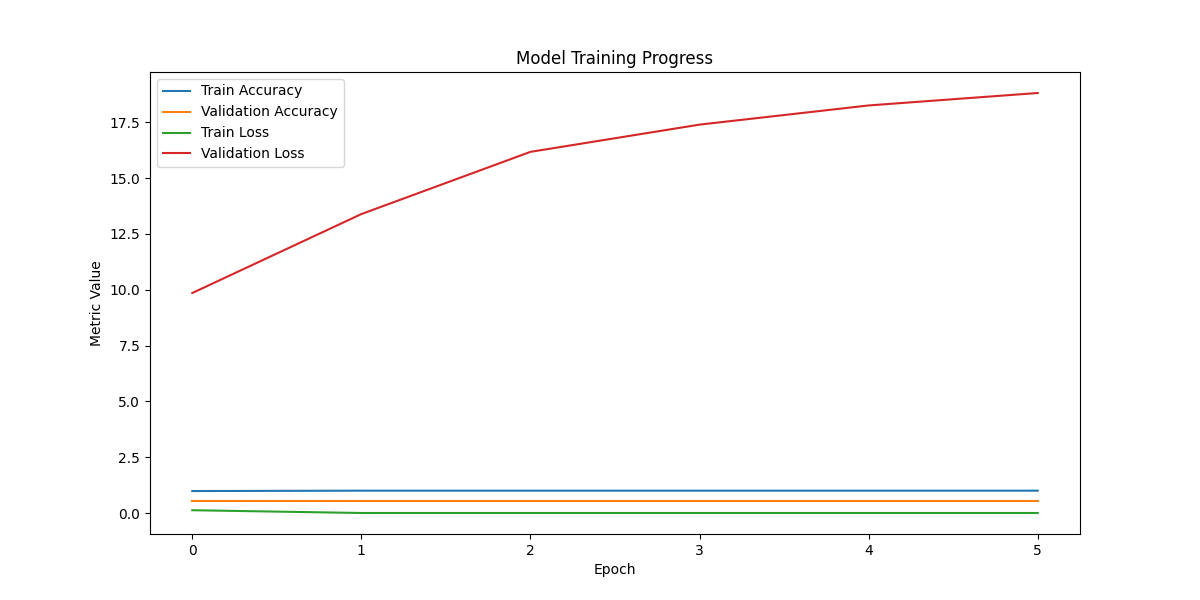 Model Training Progress
Train Accuracy
Validation Accuracy
Train Loss
Validation Loss
17.5
15.0
12.5
10.0
7.5
5.0
2.5
0.0
Metric Value
0 1 2 3 4 5
Epoch